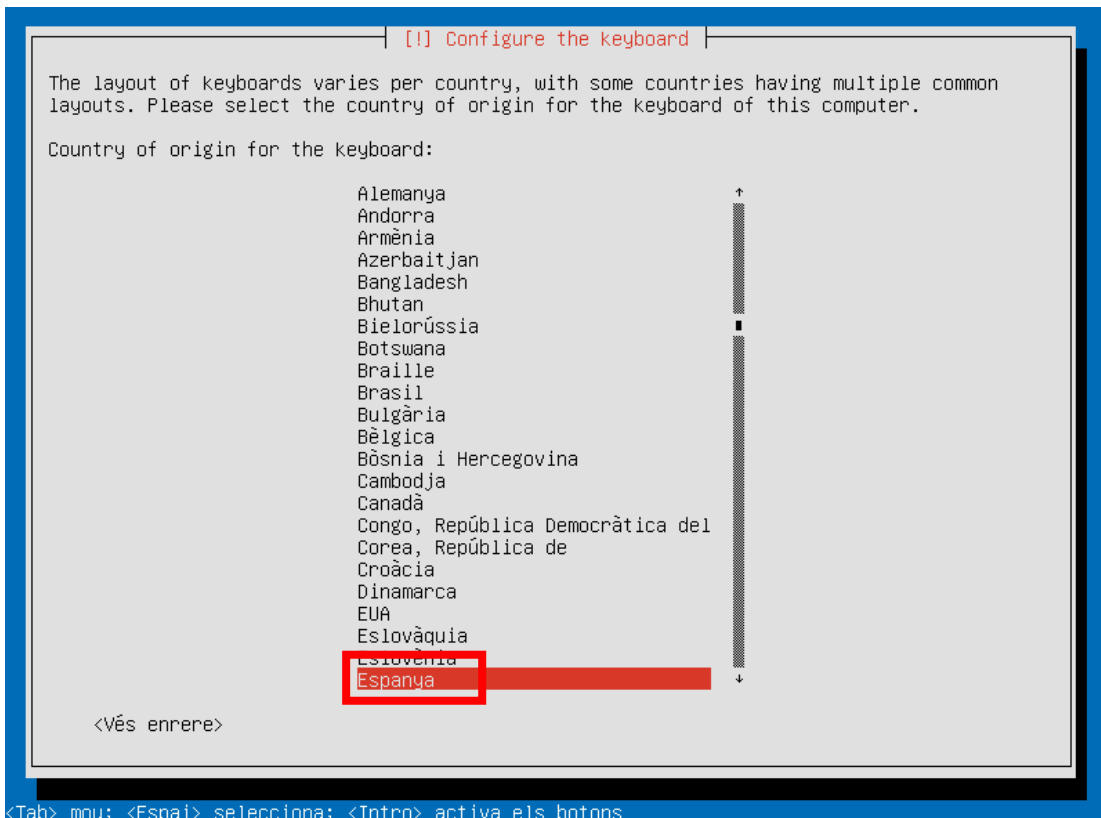 [!] Configure the keyboard
The layout of keyboards varies per country, with some countries having multiple common
layouts. Please select the country of origin for the keyboard of this computer.
Country of origin for the keyboard:
Alemanya
Andorra
Armènia
Azerbaitjan
Bangladesh
Bhutan
Bielorússia
Botswana
Braille
Brasil
Bulgària
Bèlgica
Bòsnia i Hercegovina
Cambodja
Canadà
Congo, República Democràtica del
Corea, República de
Croàcia
Dinamarca
EUA
Eslovàquia
Eslovènia
Espanya
<Vés enrere>
<Tab> mou; <Espai> selecciona; <Intro> activa els botons